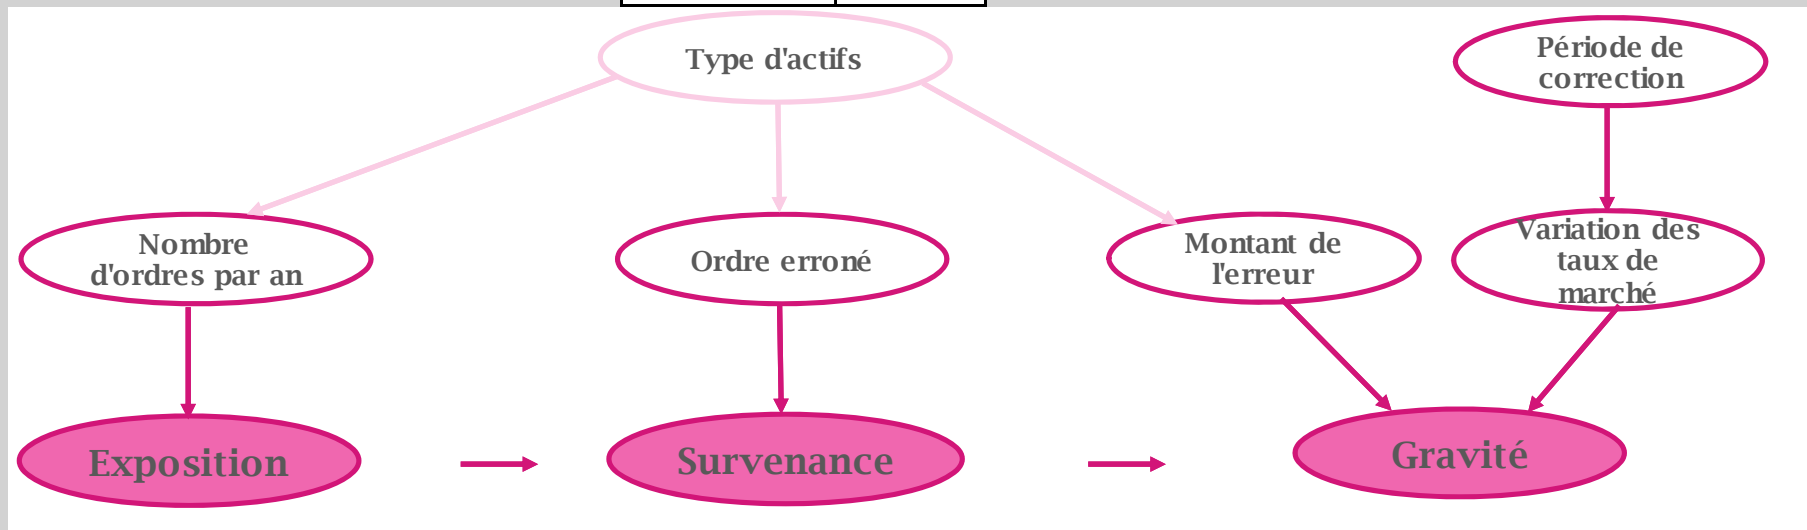 Type d'actifs
Période de
correction
Nombre
d'ordres par an
Ordre erroné
Montant de
l'erreur
Variation des
taux de
marché
Exposition
Survenance
Gravité